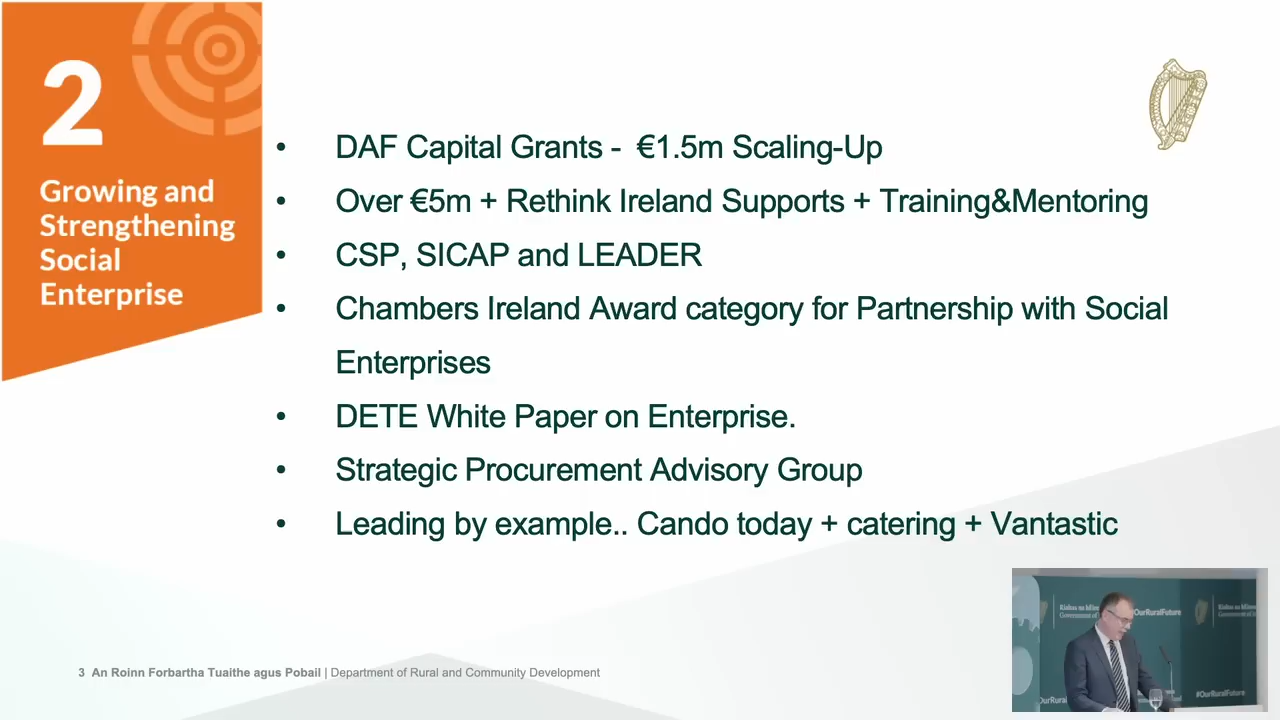 2
Growing and
Strengthening
Social
Enterprise
• DAF Capital Grants - €1.5m Scaling-Up
• Over €5m + Rethink Ireland Supports + Training&Mentoring
• CSP, SICAP and LEADER
• Chambers Ireland Award category for Partnership with Social
Enterprises
• DETE White Paper on Enterprise.
• Strategic Procurement Advisory Group
• Leading by example.. Cando today + catering + Vantastic
3 An Roinn Forbartha Tuaithe agus Pobail | Department of Rural and Community Development
OurRuralFuture
#OurRuralFuture